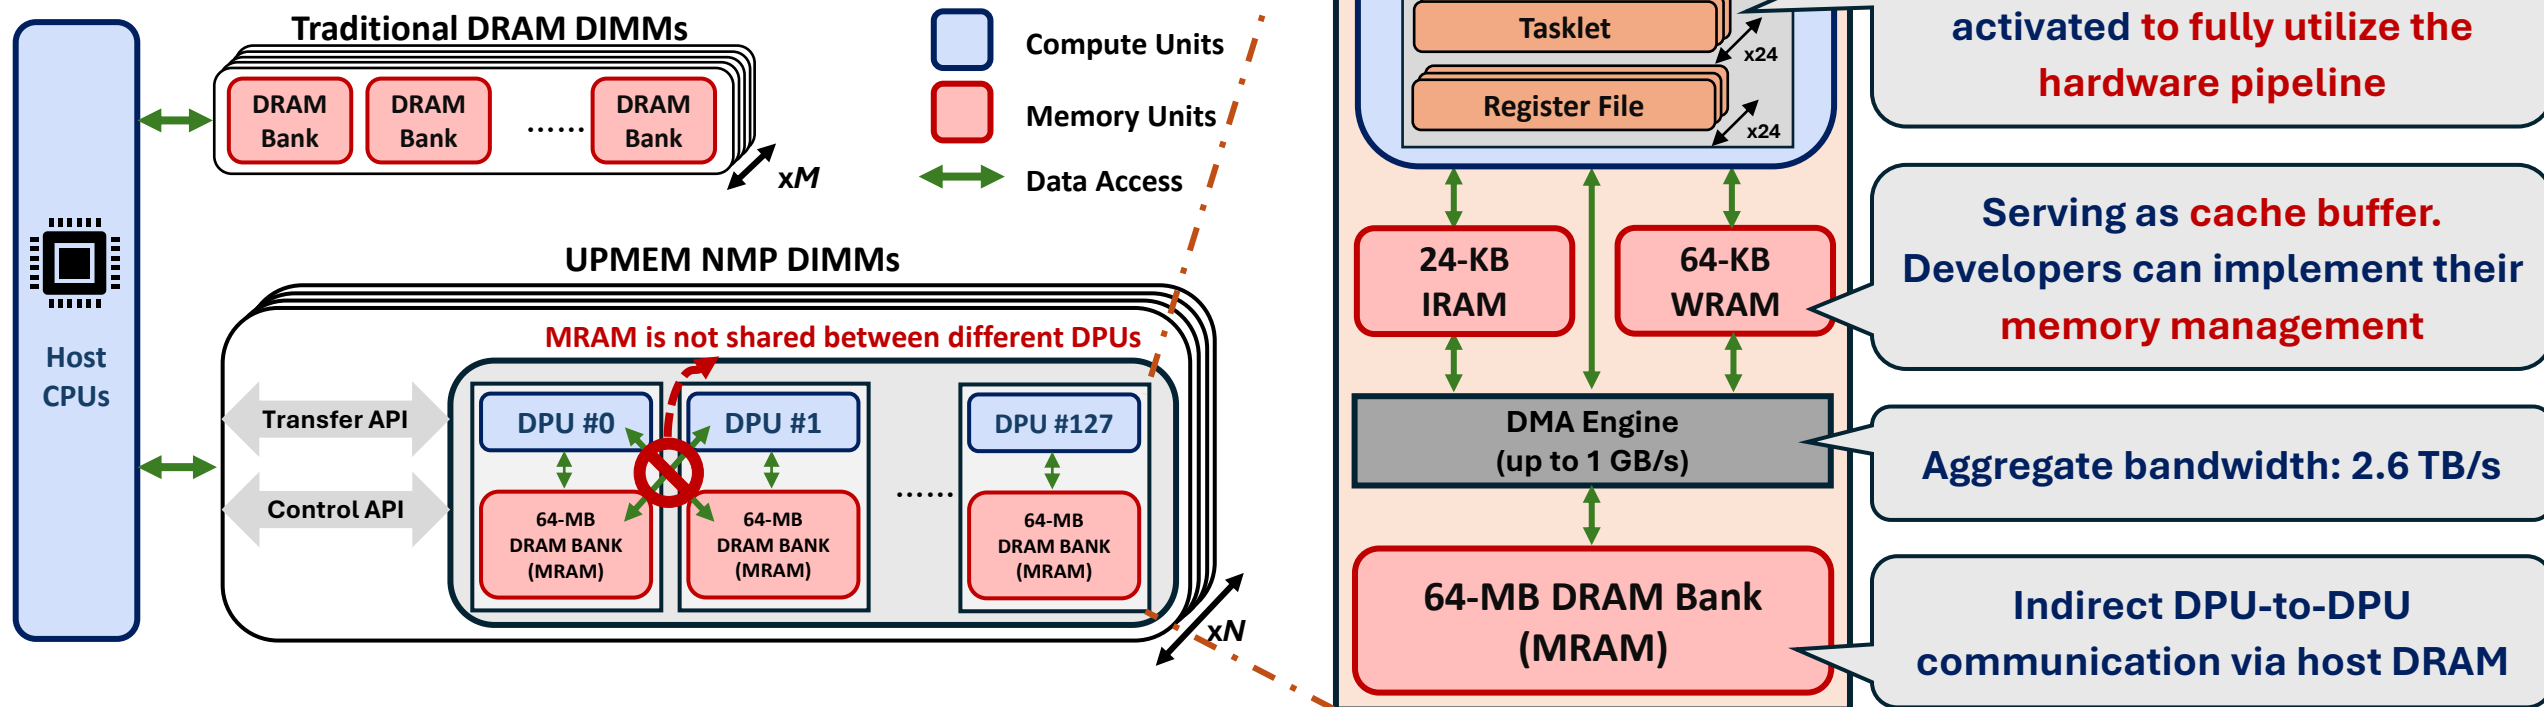 Traditional DRAM DIMMs
DRAM
Bank
DRAM
Bank
......
DRAM
Bank
xM
Compute Units
Memory Units
Data Access
Host
CPUs
UPMEM NMP DIMMs
MRAM is not shared between different DPUs
Transfer API
Control API
DPU #0
DPU #1
DPU #127
64-MB
DRAM BANK
(MRAM)
64-MB
DRAM BANK
(MRAM)
......
64-MB
DRAM BANK
(MRAM)
xN
Tasklet
x24
Register File
x24
24-KB
IRAM
64-KB
WRAM
DMA Engine
(up to 1 GB/s)
64-MB DRAM Bank
(MRAM)
activated to fully utilize the
hardware pipeline
Serving as cache buffer.
Developers can implement their
memory management
Aggregate bandwidth: 2.6 TB/s
Indirect DPU-to-DPU
communication via host DRAM